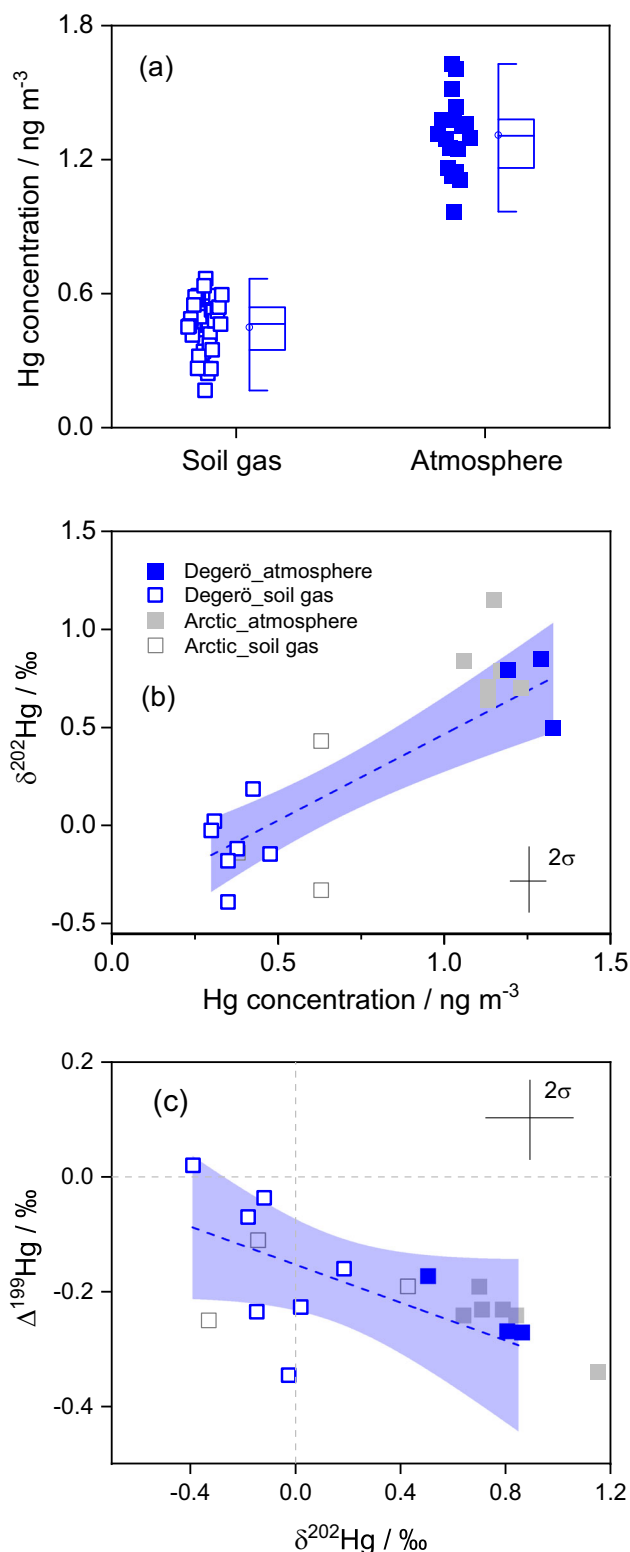 1.8
(a)
1.2
0.6
0.0
Hg concentration / ng m⁻³
Soil gas Atmosphere
1.5
Degerö_atmosphere
Degerö_soil gas
Arctic_atmosphere
Arctic_soil gas
1.0
(b)
0.5
0.0
-0.5
δ²⁰²Hg / ‰
2σ
0.0 0.5 1.0 1.5
Hg concentration / ng m⁻³
0.2
(c)
2σ
0.0
-0.2
-0.4
Δ¹⁹⁹Hg / ‰
-0.4 0.0 0.4 0.8 1.2
δ²⁰²Hg / ‰